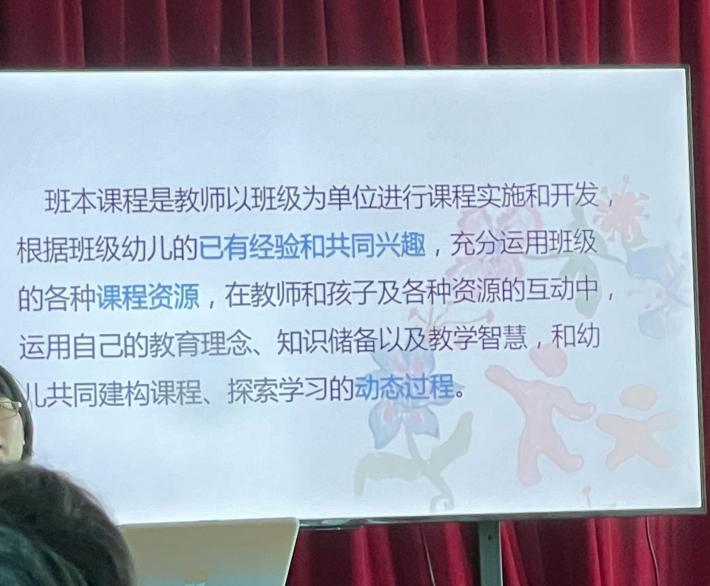 班本课程是教师以班级为单位进行课程实施和开发，
根据班级幼儿的已有经验和共同兴趣，充分运用班级
的各种课程资源，在教师和孩子及各种资源的互动中，
运用自己的教育理念、知识储备以及教学智慧，和幼
儿共同建构课程、探索学习的动态过程。